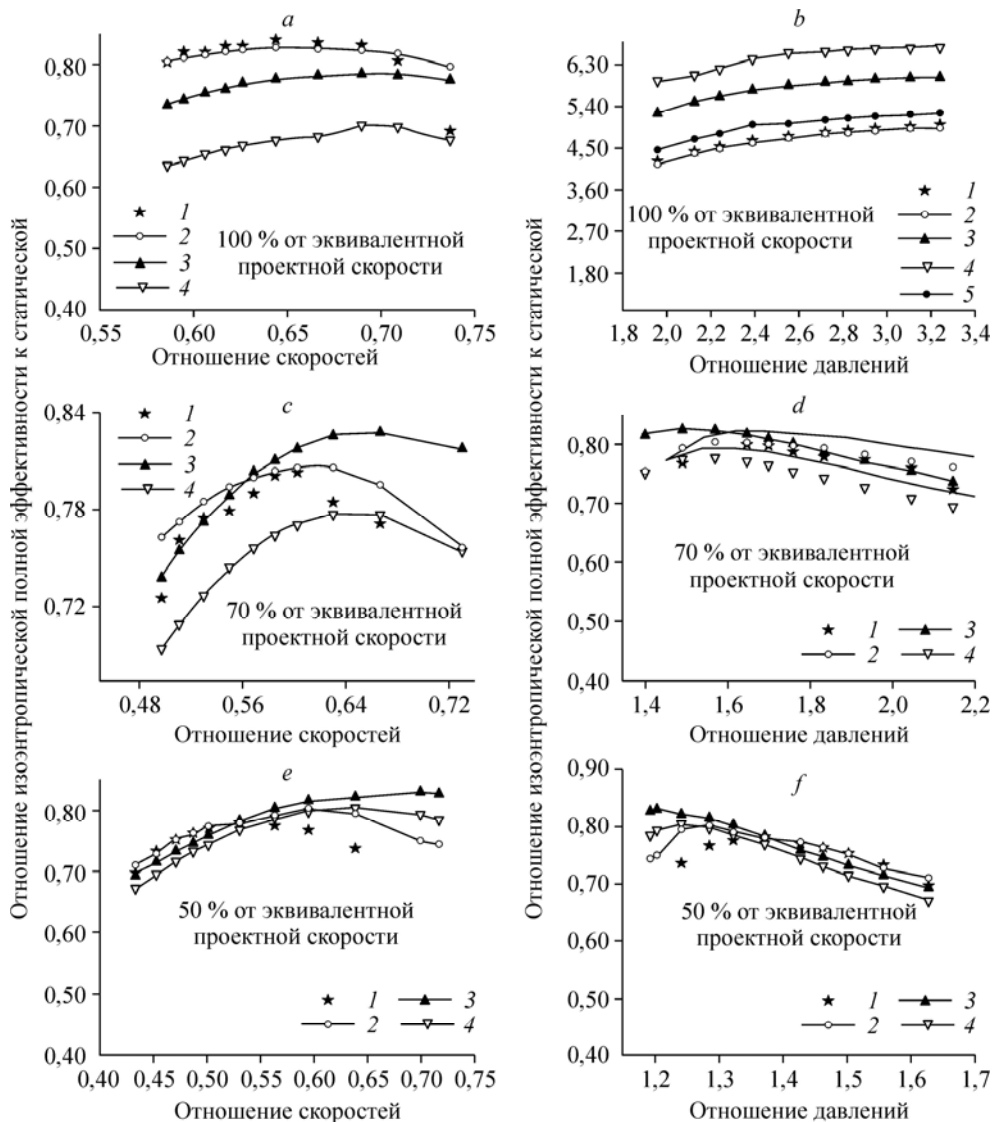 a
0,80
0,70
0,60
0,50
0,40
1
2
3
4
100 % от эквивалентной
проектной скорости
0,55 0,60 0,65 0,70 0,75
Отношение скоростей
b
6,30
5,40
4,50
3,60
2,70
1,80
1
2
3
4
5
100 % от эквивалентной
проектной скорости
1,8 2,0 2,2 2,4 2,6 2,8 3,0 3,2 3,4
Отношение давлений
Отношение изоэнтропической полной эффективности к статической
Отношение изоэнтропической полной эффективности к статической
c
0,84
0,78
0,72
1
2
3
4
70 % от эквивалентной
проектной скорости
0,48 0,56 0,64 0,72
Отношение скоростей
d
0,80
0,70
0,60
0,50
0,40
70 % от эквивалентной
проектной скорости
1 3
2 4
1,4 1,6 1,8 2,0 2,2
Отношение давлений
e
0,80
0,70
0,60
0,50
0,40
50 % от эквивалентной
проектной скорости
1 3
2 4
0,40 0,45 0,50 0,55 0,60 0,65 0,70 0,75
Отношение скоростей
f
0,90
0,80
0,70
0,60
0,50
0,40
50 % от эквивалентной
проектной скорости
1 3
2 4
1,2 1,3 1,4 1,5 1,6 1,7
Отношение давлений